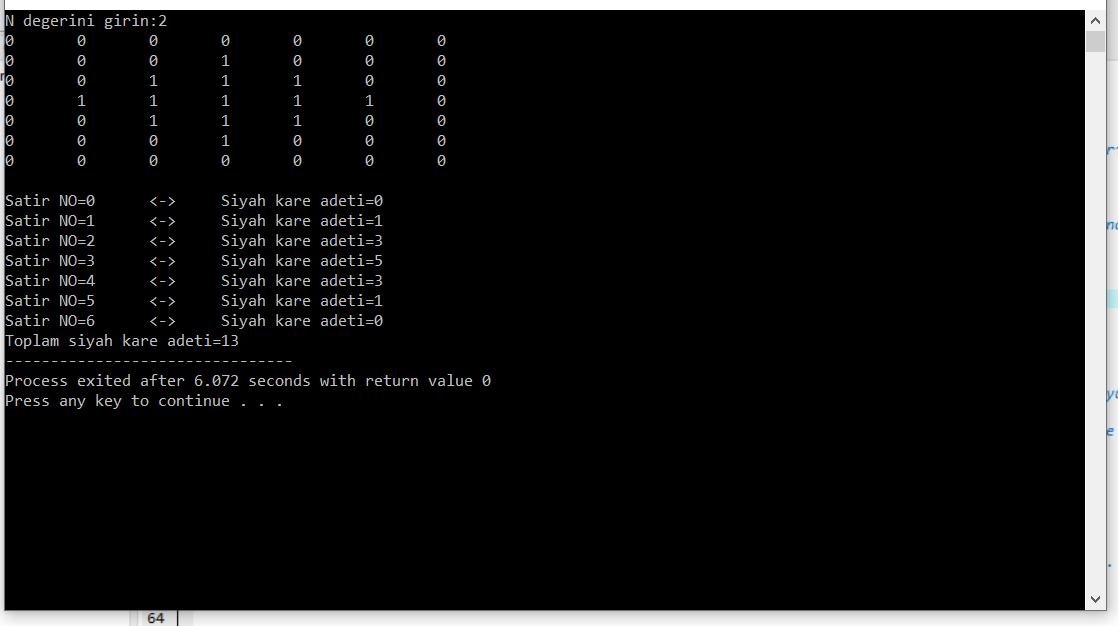 N degerini girin:2
0 0 0 0 0 0 0
0 0 0 1 0 0 0
0 0 1 1 1 0 0
0 1 1 1 1 1 0
0 0 1 1 1 0 0
0 0 0 1 0 0 0
0 0 0 0 0 0 0
Satir NO=0 <-> Siyah kare adeti=0
Satir NO=1 <-> Siyah kare adeti=1
Satir NO=2 <-> Siyah kare adeti=3
Satir NO=3 <-> Siyah kare adeti=5
Satir NO=4 <-> Siyah kare adeti=3
Satir NO=5 <-> Siyah kare adeti=1
Satir NO=6 <-> Siyah kare adeti=0
Toplam siyah kare adeti=13
--------------------------------
Process exited after 6.072 seconds with return value 0
Press any key to continue . . .
64